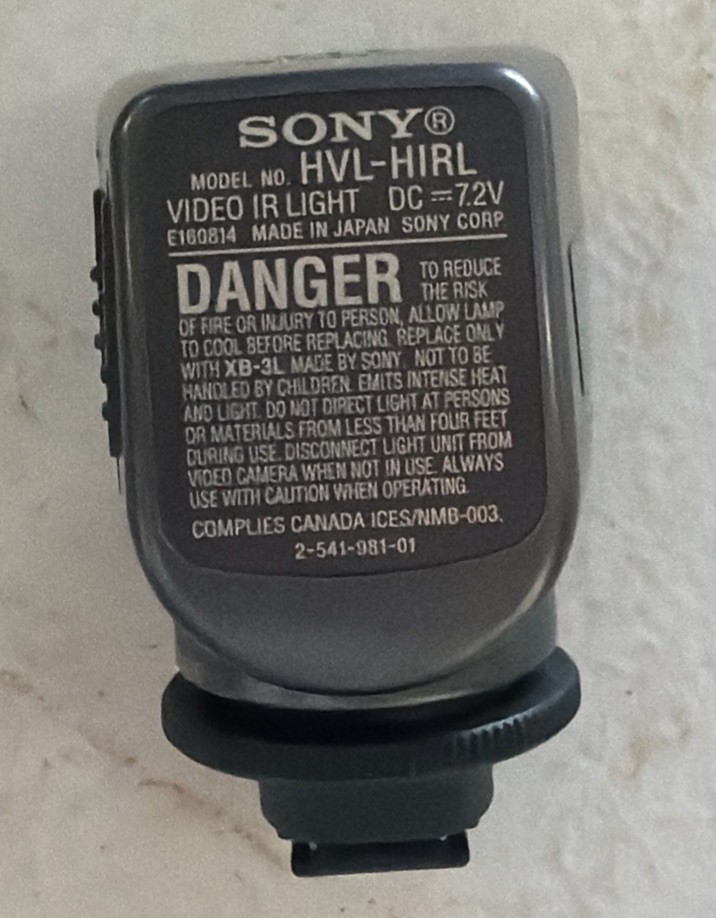 SONY®
MODEL NO. HVL-HIRL
VIDEO IR LIGHT DC ⎓7.2V
E160814 MADE IN JAPAN SONY CORP
DANGER TO REDUCE
THE RISK
OF FIRE OR INJURY TO PERSON, ALLOW LAMP
TO COOL BEFORE REPLACING. REPLACE ONLY
WITH XB-3L MADE BY SONY. NOT TO BE
HANDLED BY CHILDREN. EMITS INTENSE HEAT
AND LIGHT. DO NOT DIRECT LIGHT AT PERSONS
OR MATERIALS FROM LESS THAN FOUR FEET
DURING USE. DISCONNECT LIGHT UNIT FROM
VIDEO CAMERA WHEN NOT IN USE. ALWAYS
USE WITH CAUTION WHEN OPERATING.
COMPLIES CANADA ICES/NMB-003.
2-541-981-01